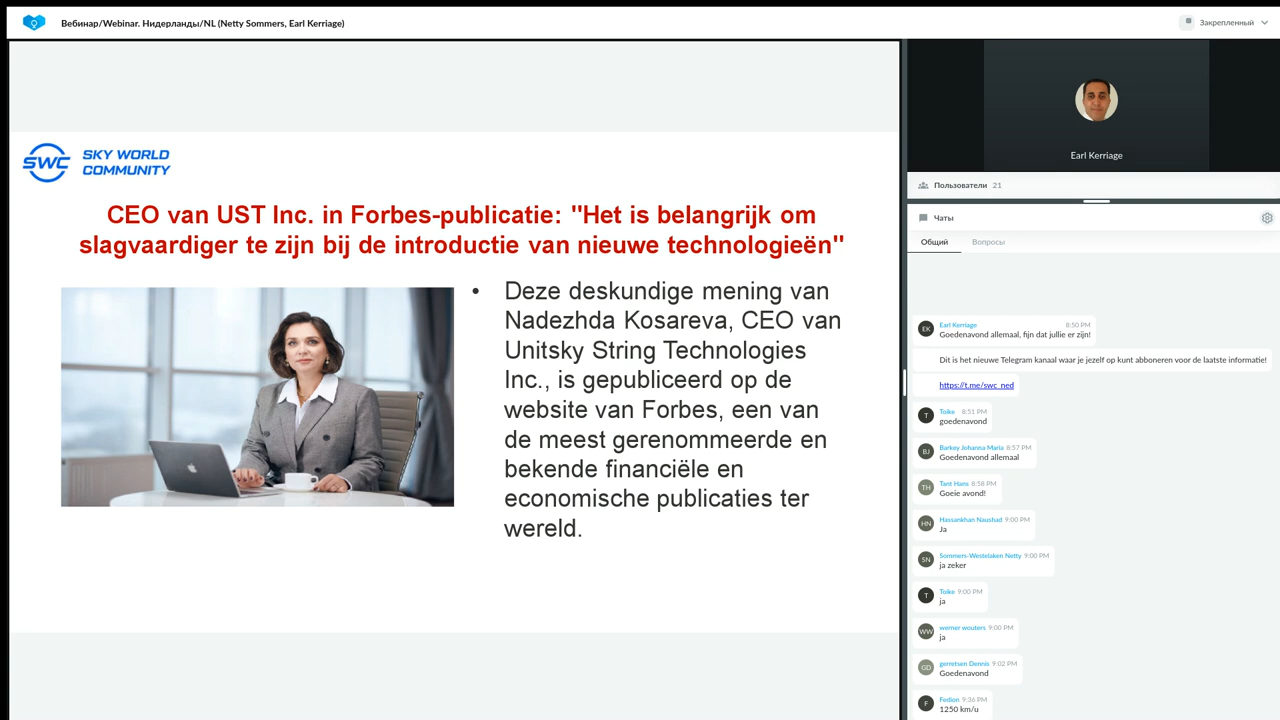 Вебинар/Webinar. Нидерланды/NL (Netty Sommers, Earl Kerriage)
Закрепленный
SWC
SKY WORLD
COMMUNITY
CEO van UST Inc. in Forbes-publicatie: "Het is belangrijk om
slagvaardiger te zijn bij de introductie van nieuwe technologieën"
• Deze deskundige mening van
Nadezhda Kosareva, CEO van
Unitsky String Technologies
Inc., is gepubliceerd op de
website van Forbes, een van
de meest gerenommeerde en
bekende financiële en
economische publicaties ter
wereld.
Earl Kerriage
Пользователи 21
Чаты
Общий Вопросы
EK Earl Kerriage 8:50 PM
Goedenavond allemaal, fijn dat jullie er zijn!
Dit is het nieuwe Telegram kanaal waar je jezelf op kunt abboneren voor de laatste informatie!
https://t.me/swc_ned
T Toike 8:51 PM
goedenavond
BJ Barkey Johanna Maria 8:57 PM
Goedenavond allemaal
TH Tant Hans 8:58 PM
Goeie avond!
HN Hassankhan Naushad 9:00 PM
Ja
SN Sommers-Westelaken Netty 9:00 PM
ja zeker
T Toike 9:00 PM
ja
WW werner wouters 9:00 PM
ja
GD gerretsen Dennis 9:02 PM
Goedenavond
F Fedion 9:36 PM
1250 km/u